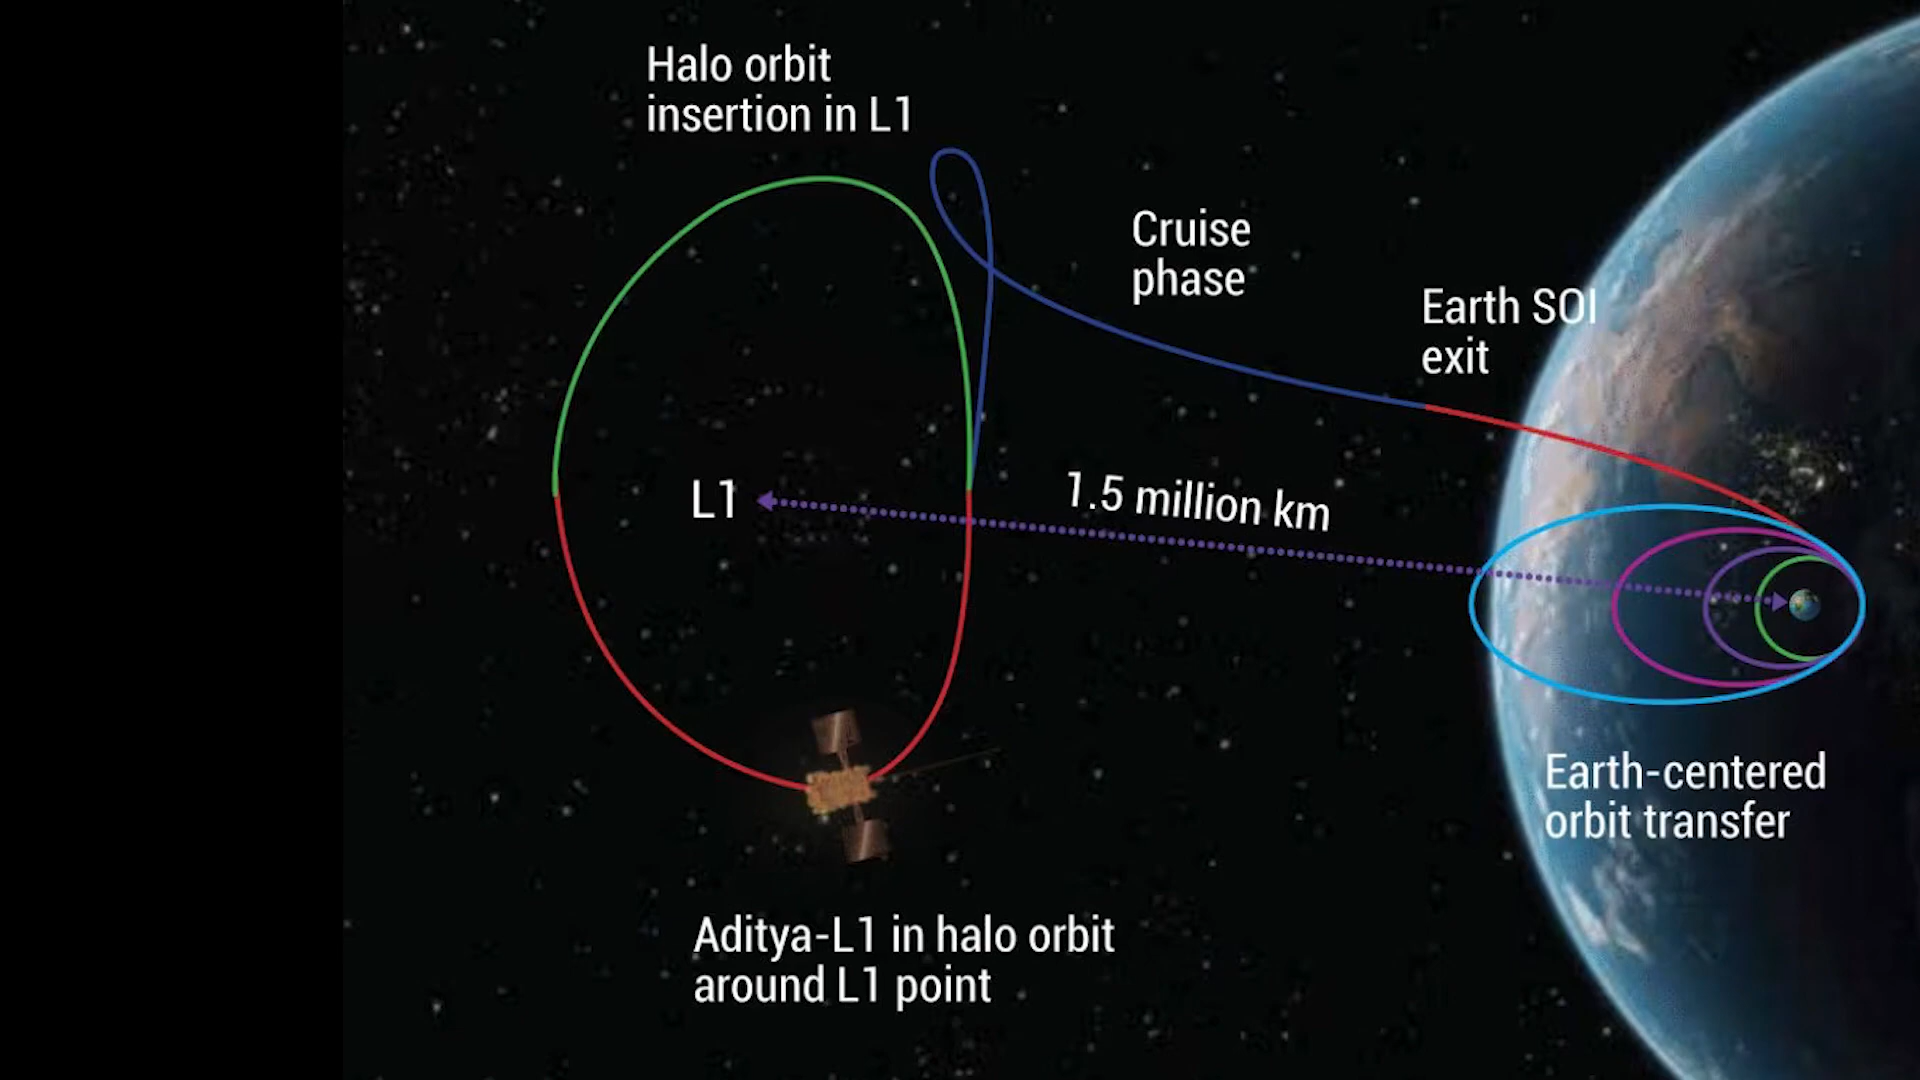 Halo orbit
insertion in L1
Cruise
phase
Earth SOI
exit
L1
1.5 million km
Earth-centered
orbit transfer
Aditya-L1 in halo orbit
around L1 point